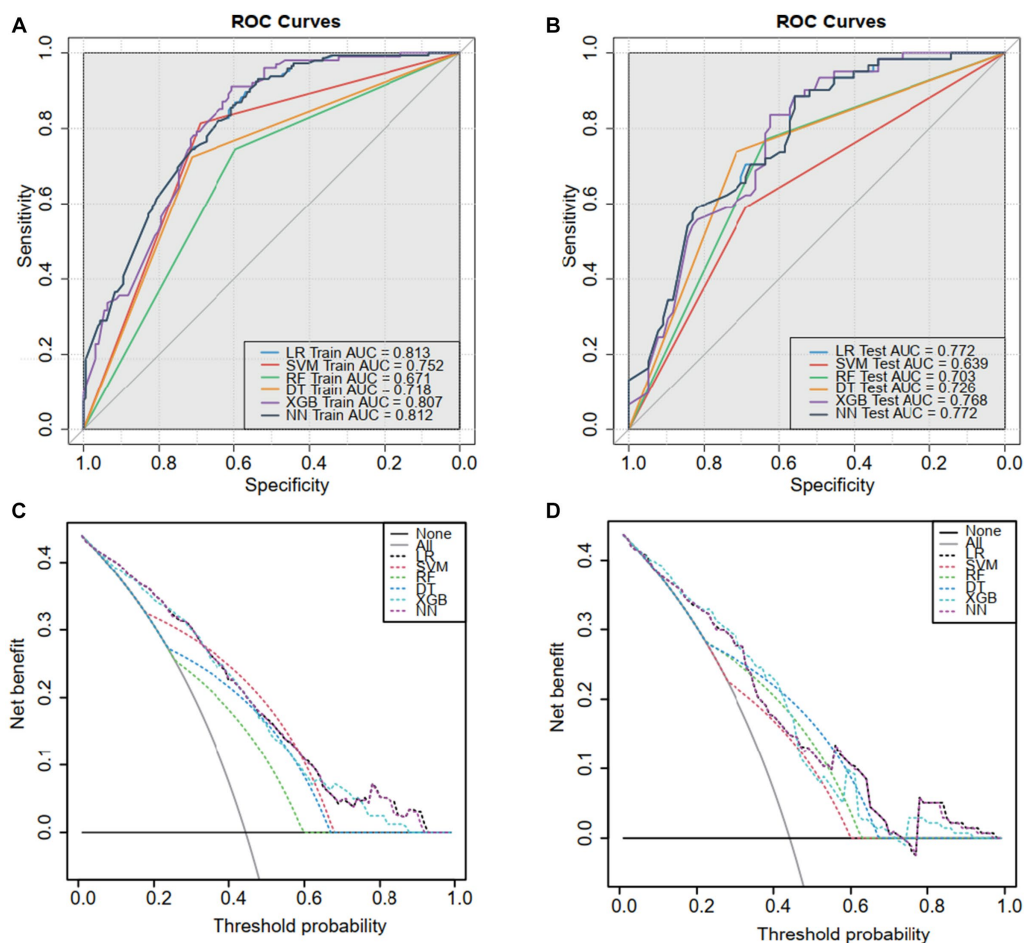 A
ROC Curves
Sensitivity
1.0
0.8
0.6
0.4
0.2
0.0
LR Train AUC = 0.813
SVM Train AUC = 0.752
RF Train AUC = 0.671
DT Train AUC = 0.718
XGB Train AUC = 0.807
NN Train AUC = 0.812
1.0 0.8 0.6 0.4 0.2 0.0
Specificity
B
ROC Curves
Sensitivity
1.0
0.8
0.6
0.4
0.2
0.0
LR Test AUC = 0.772
SVM Test AUC = 0.639
RF Test AUC = 0.703
DT Test AUC = 0.726
XGB Test AUC = 0.768
NN Test AUC = 0.772
1.0 0.8 0.6 0.4 0.2 0.0
Specificity
C
Net benefit
0.4
0.3
0.2
0.1
0.0
None
All
LR
SVM
RF
DT
XGB
NN
0.0 0.2 0.4 0.6 0.8 1.0
Threshold probability
D
Net benefit
0.4
0.3
0.2
0.1
0.0
None
All
LR
SVM
RF
DT
XGB
NN
0.0 0.2 0.4 0.6 0.8 1.0
Threshold probability